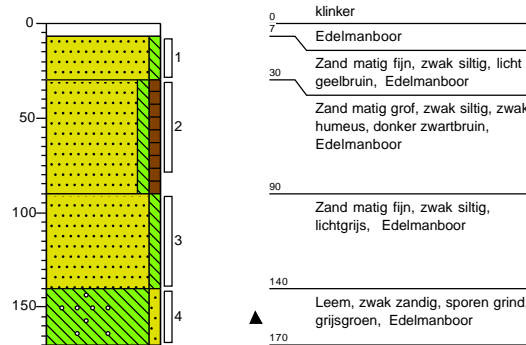 0
50
100
150
1
2
3
4
0
klinker
7
Edelmanboor
Zand matig fijn, zwak siltig, licht
geelbruin, Edelmanboor
30
Zand matig grof, zwak siltig, zwak
humeus, donker zwartbruin,
Edelmanboor
90
Zand matig fijn, zwak siltig,
lichtgrijs, Edelmanboor
140
Leem, zwak zandig, sporen grind,
grijsgroen, Edelmanboor
170